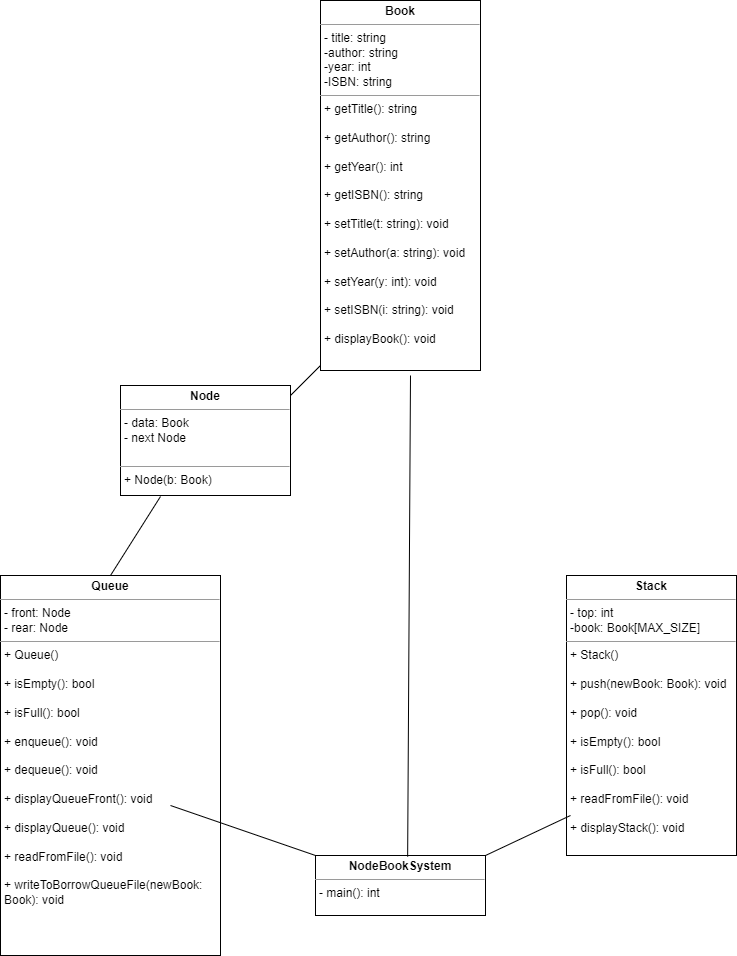 Book
- title: string
-author: string
-year: int
-ISBN: string
+ getTitle(): string
+ getAuthor(): string
+ getYear(): int
+ getISBN(): string
+ setTitle(t: string): void
+ setAuthor(a: string): void
+ setYear(y: int): void
+ setISBN(i: string): void
+ displayBook(): void
Node
- data: Book
- next Node
+ Node(b: Book)
Queue
- front: Node
- rear: Node
+ Queue()
+ isEmpty(): bool
+ isFull(): bool
+ enqueue(): void
+ dequeue(): void
+ displayQueueFront(): void
+ displayQueue(): void
+ readFromFile(): void
+ writeToBorrowQueueFile(newBook:
Book): void
Stack
- top: int
-book: Book[MAX_SIZE]
+ Stack()
+ push(newBook: Book): void
+ pop(): void
+ isEmpty(): bool
+ isFull(): bool
+ readFromFile(): void
+ displayStack(): void
NodeBookSystem
- main(): int